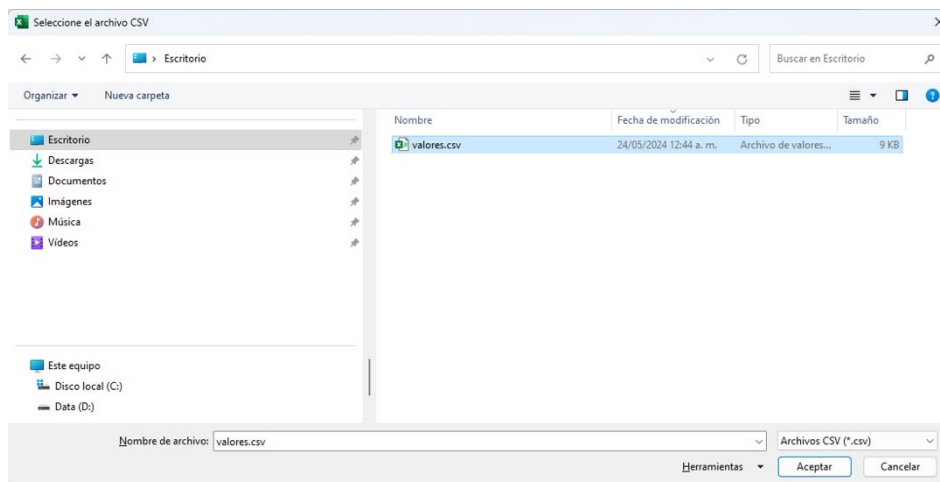 Seleccione el archivo CSV
Escritorio
Buscar en Escritorio
Organizar
Nueva carpeta
Nombre
Fecha de modificación
Tipo
Tamaño
Escritorio
Descargas
Documentos
Imágenes
Música
Vídeos
Este equipo
Disco local (C:)
Data (D:)
valores.csv
24/05/2024 12:44 a. m.
Archivo de valores...
9 KB
Nombre de archivo:
valores.csv
Archivos CSV (*.csv)
Herramientas
Aceptar
Cancelar